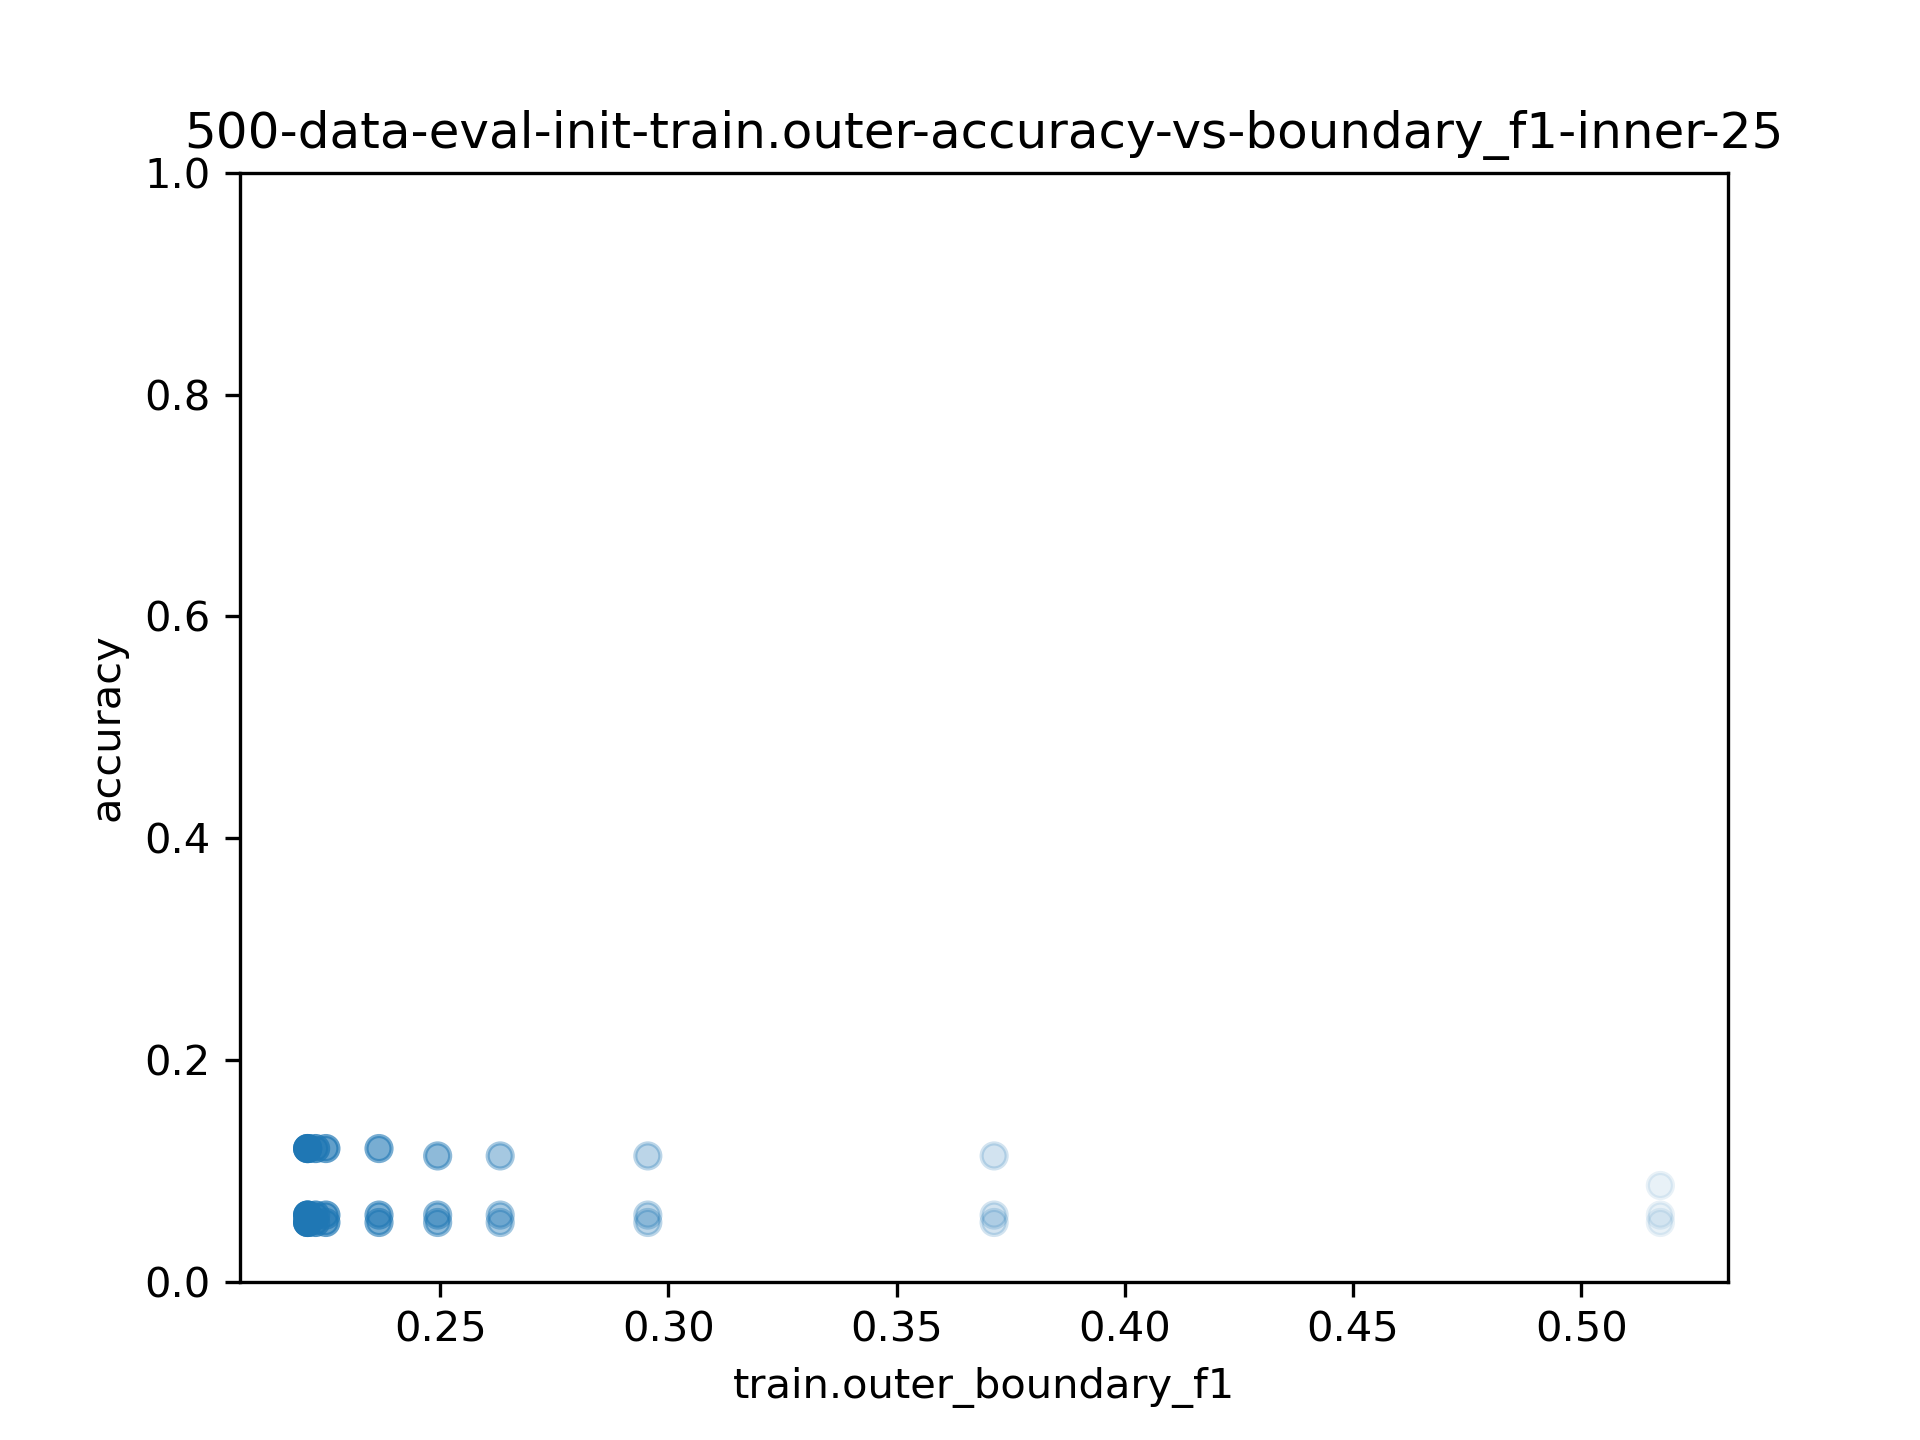 500-data-eval-init-train.outer-accuracy-vs-boundary_f1-inner-25
1.0
0.8
0.6
0.4
0.2
0.0
accuracy
0.25 0.30 0.35 0.40 0.45 0.50
train.outer_boundary_f1